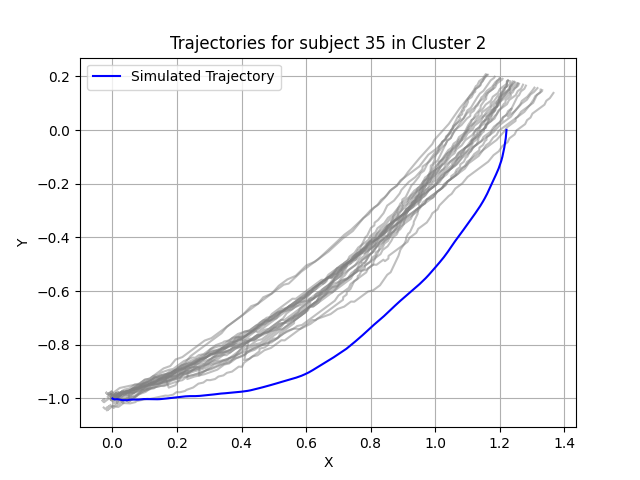 Trajectories for subject 35 in Cluster 2
Simulated Trajectory
0.2
0.0
−0.2
−0.4
−0.6
−0.8
−1.0
Y
0.0 0.2 0.4 0.6 0.8 1.0 1.2 1.4
X